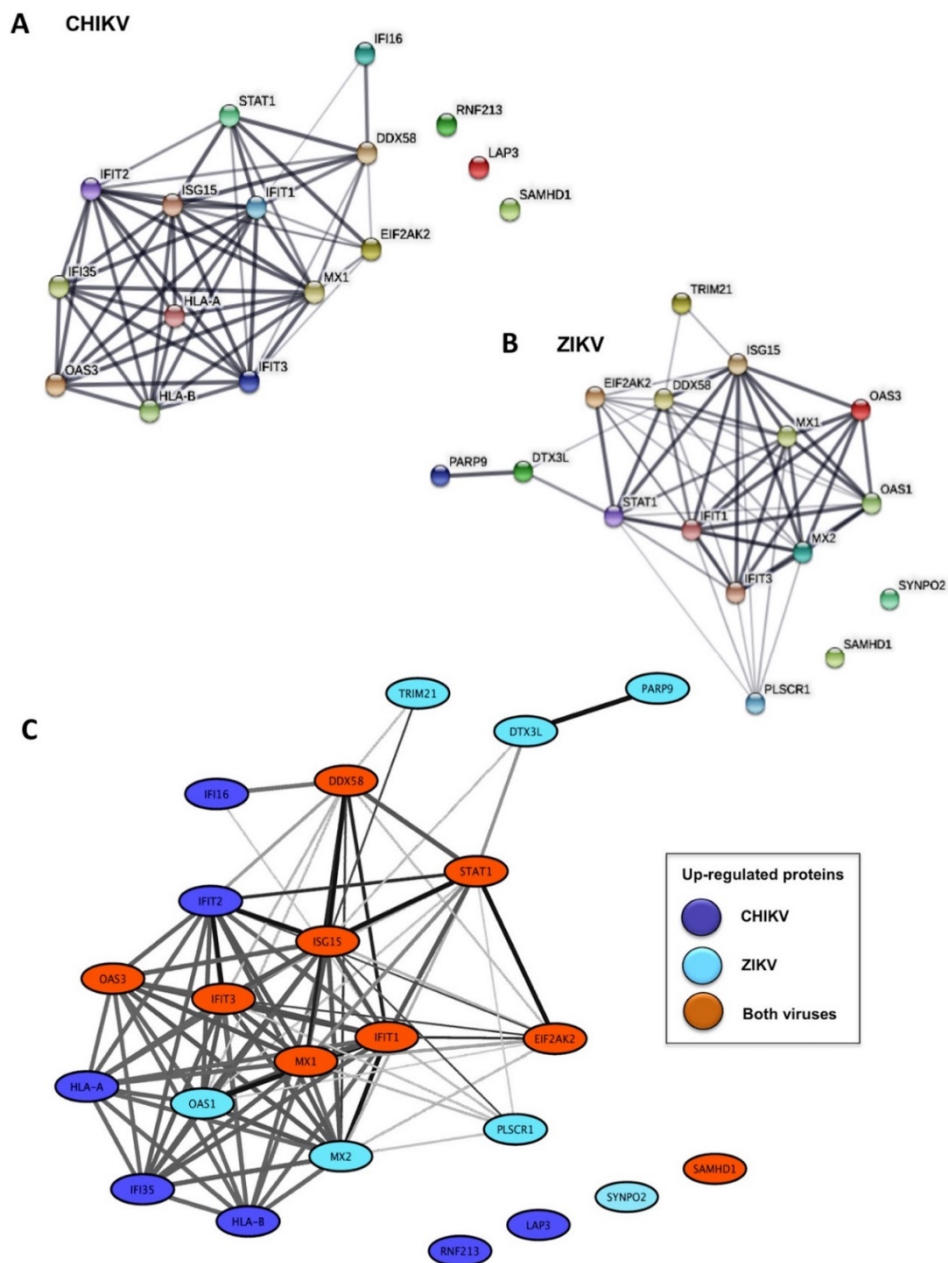 A CHIKV
IFI16
STAT1
RNF213
DDX58
LAP3
IFIT2
ISG15
IFIT1
SAMHD1
EIF2AK2
IFI35
MX1
HLA-A
OAS3
IFIT3
HLA-B
B ZIKV
TRIM21
ISG15
EIF2AK2
DDX58
OAS3
MX1
PARP9
DTX3L
STAT1
OAS1
IFIT1
MX2
IFIT3
SYNPO2
SAMHD1
PLSCR1
C
TRIM21
PARP9
DTX3L
DDX58
IFI16
STAT1
IFIT2
ISG15
OAS3
IFIT3
IFIT1
EIF2AK2
MX1
HLA-A
OAS1
PLSCR1
MX2
IFI35
HLA-B
SAMHD1
SYNPO2
LAP3
RNF213
Up-regulated proteins
CHIKV
ZIKV
Both viruses